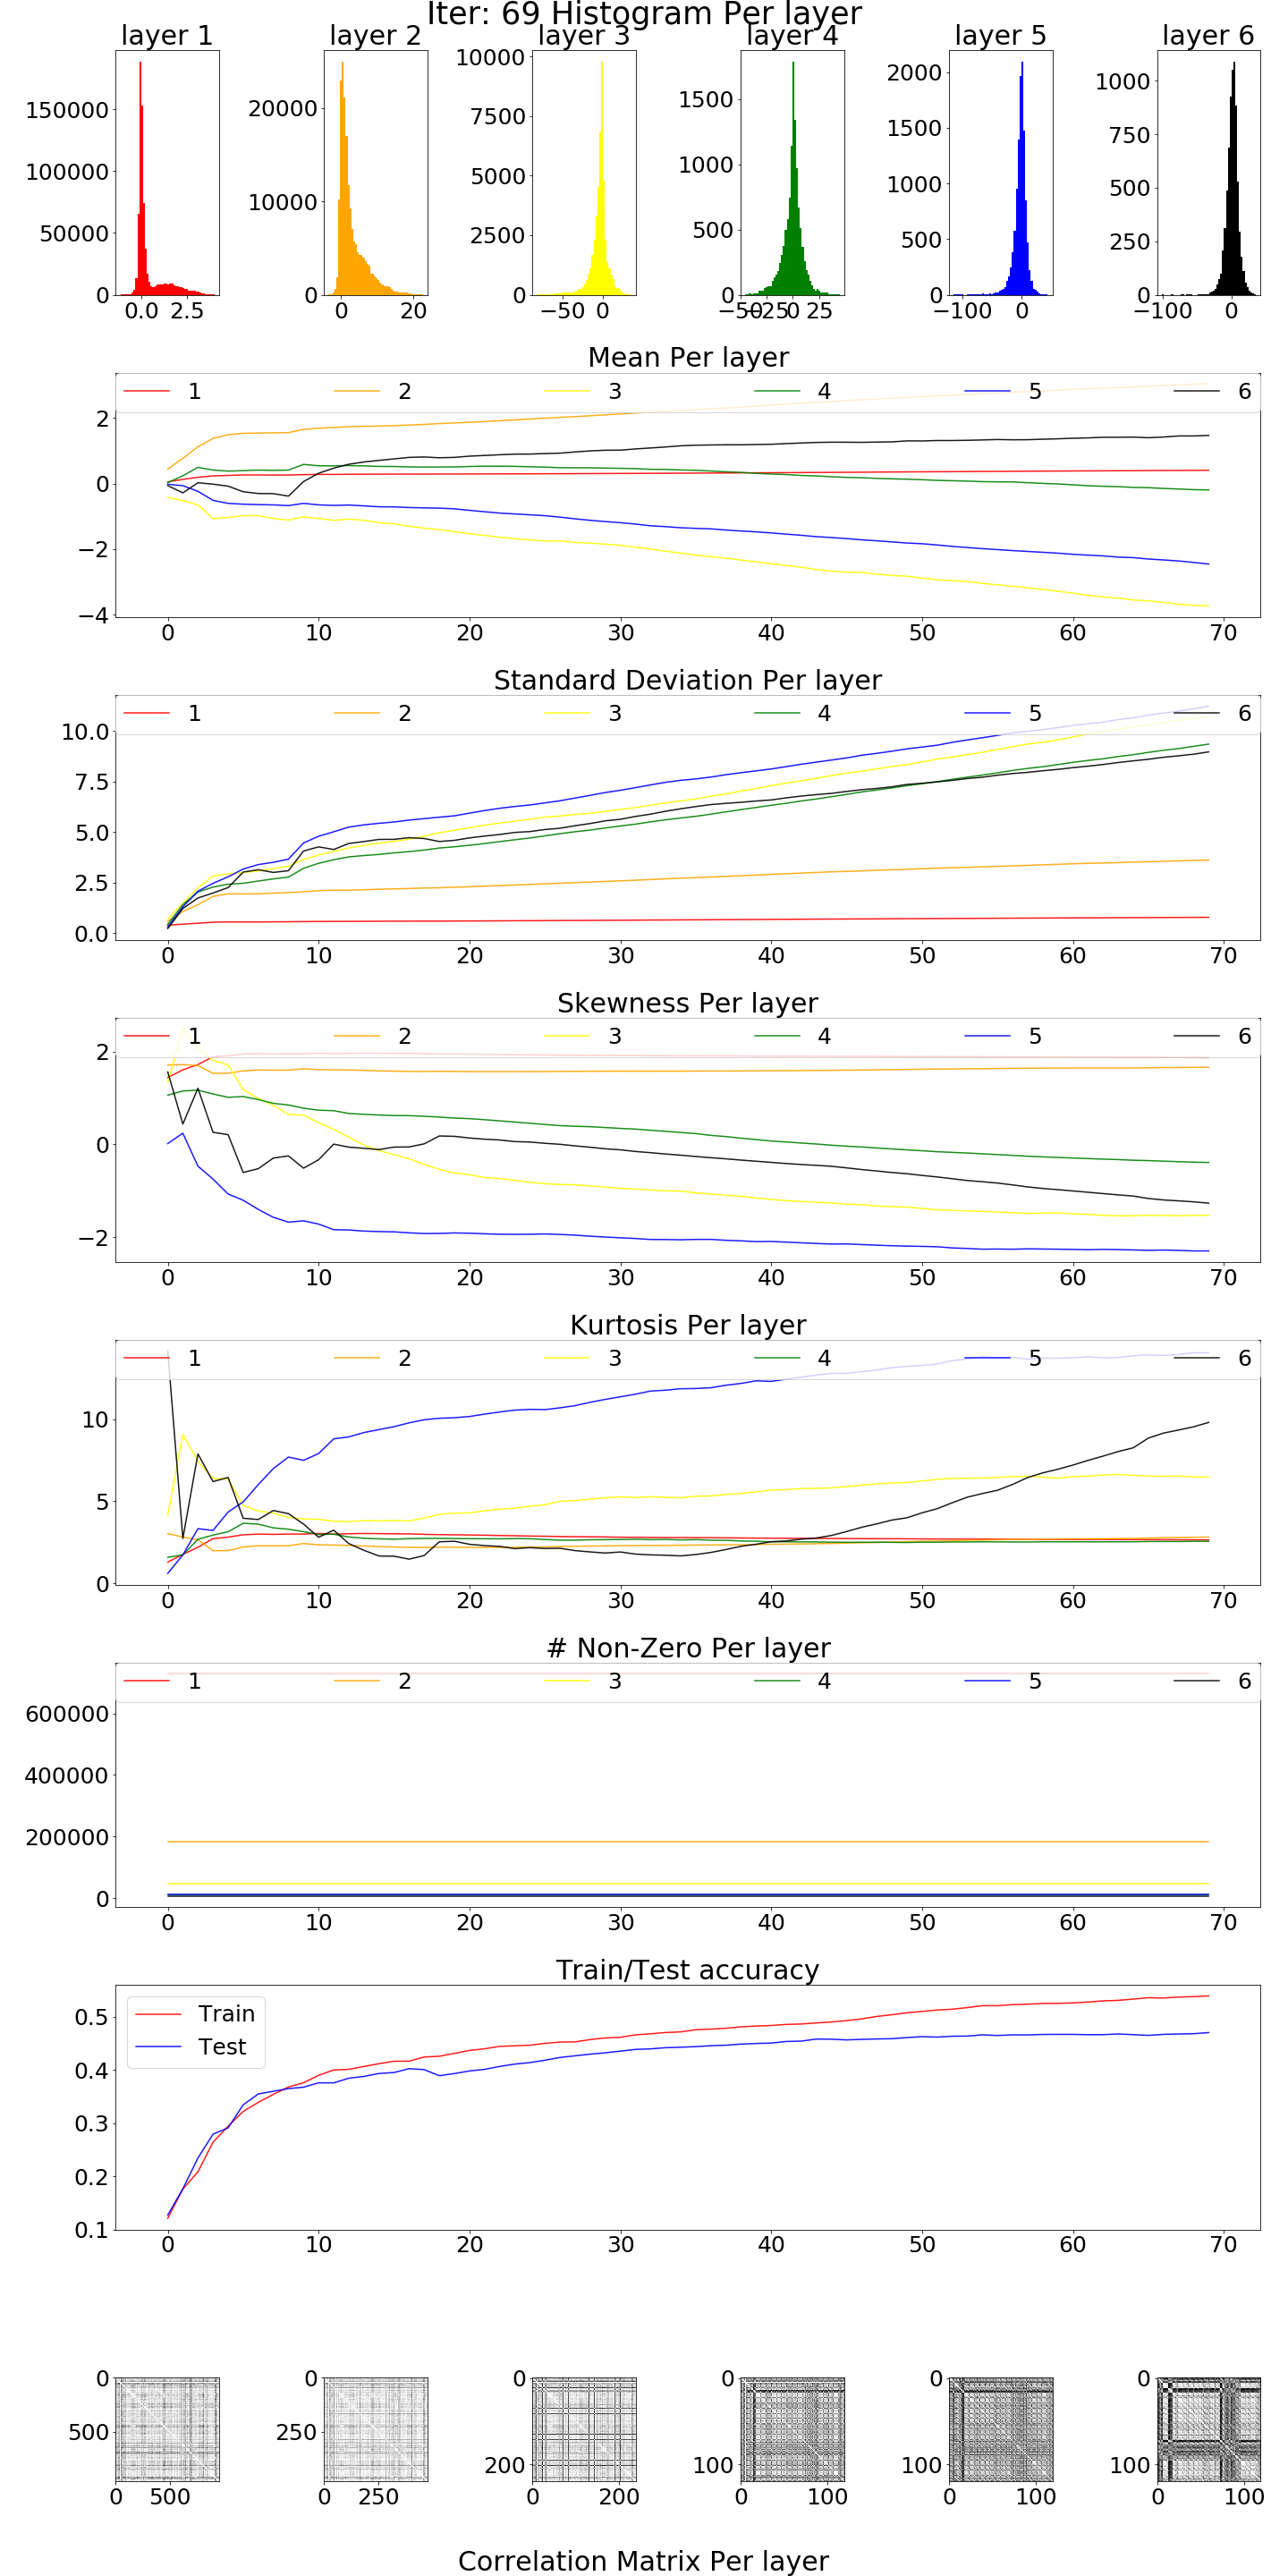 Iter: 69 Histogram Per layer
layer 1 layer 2 layer 3 layer 4 layer 5 layer 6
150000 100000 50000 0
0.0 2.5
20000 10000 0
0 20
10000 7500 5000 2500 0
−50 0
1500 1000 500 0
−50 −25 0 25
2000 1500 1000 500 0
−100 0
1000 750 500 250 0
−100 0
Mean Per layer
1 2 3 4 5 6
2
0
−2
−4
0 10 20 30 40 50 60 70
Standard Deviation Per layer
1 2 3 4 5 6
10.0
7.5
5.0
2.5
0.0
0 10 20 30 40 50 60 70
Skewness Per layer
1 2 3 4 5 6
2
0
−2
0 10 20 30 40 50 60 70
Kurtosis Per layer
1 2 3 4 5 6
10
5
0
0 10 20 30 40 50 60 70
# Non-Zero Per layer
1 2 3 4 5 6
600000
400000
200000
0
0 10 20 30 40 50 60 70
Train/Test accuracy
Train
Test
0.5
0.4
0.3
0.2
0.1
0 10 20 30 40 50 60 70
0 500
0 500
0 250
0 250
0 200
0 200
0 100
0 100
0 100
0 100
0 100
0 100
Correlation Matrix Per layer